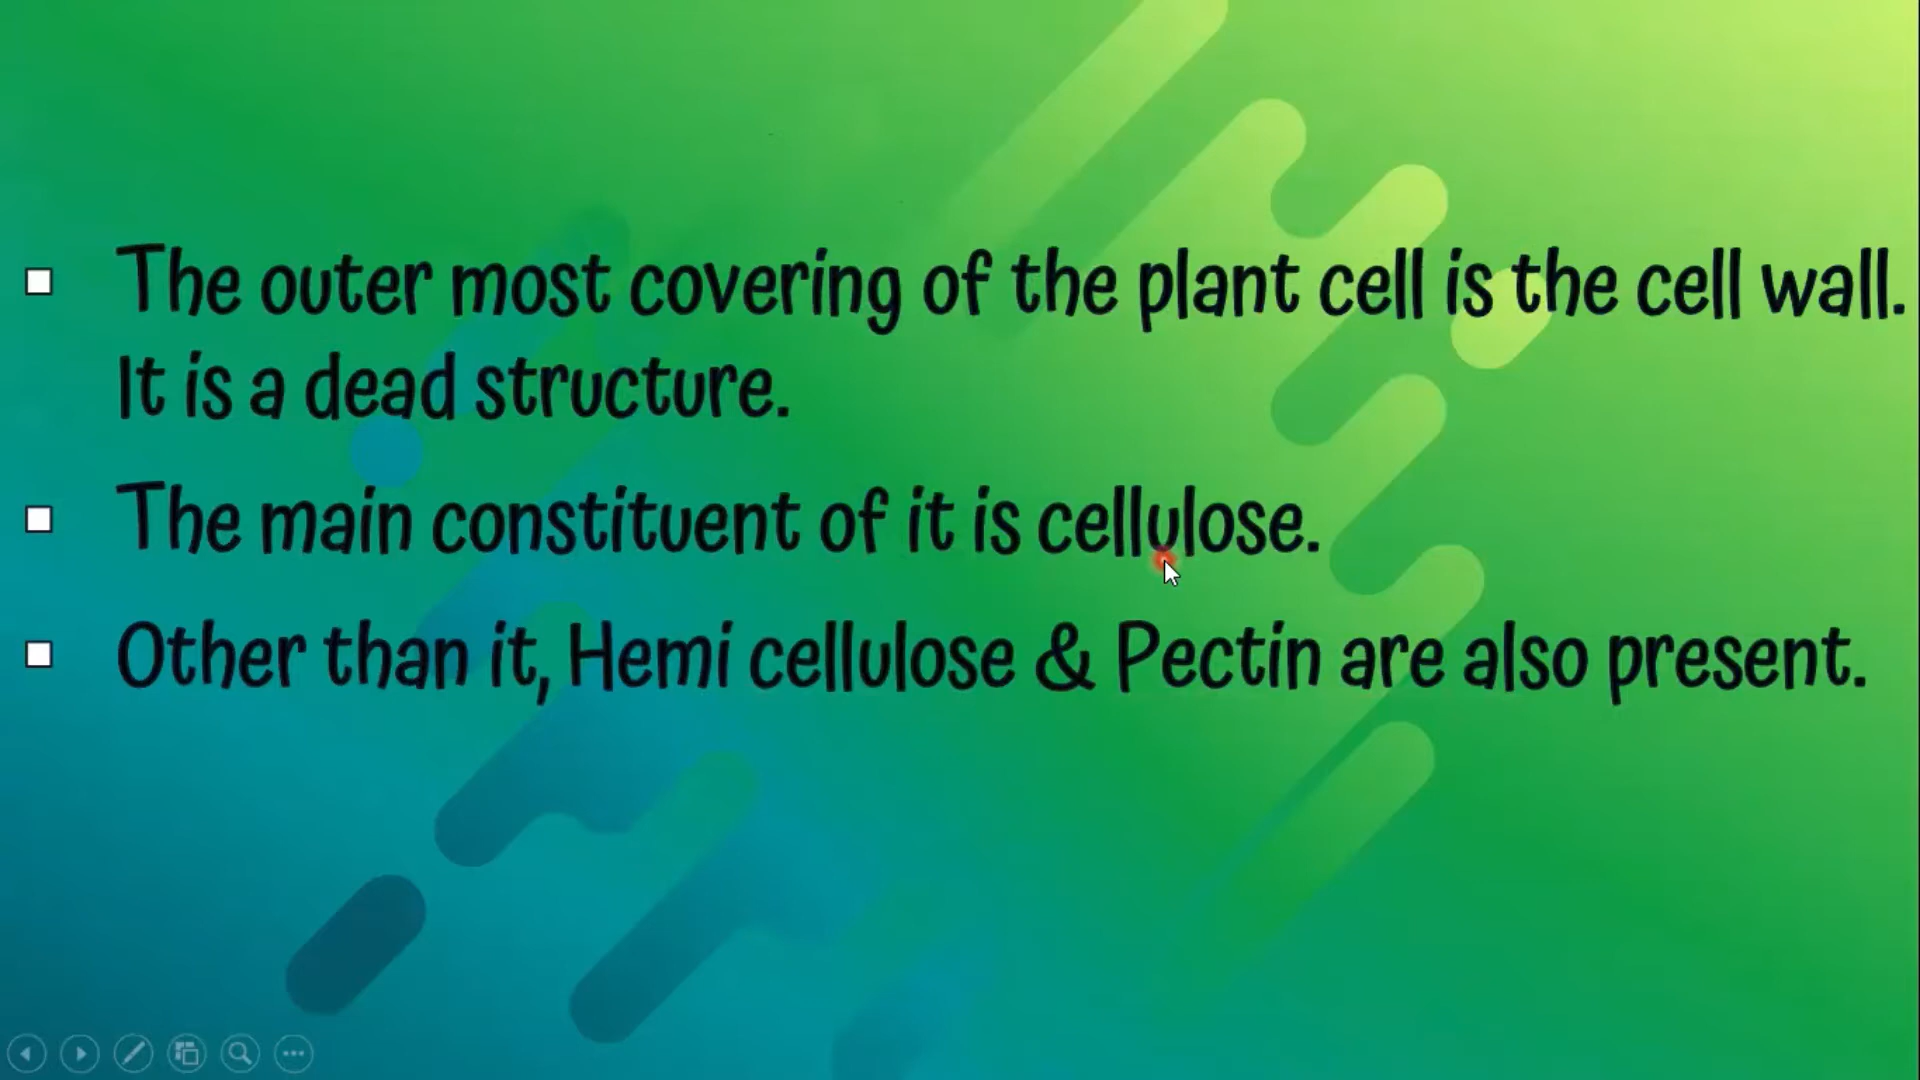 The outer most covering of the plant cell is the cell wall.
It is a dead structure.
The main constituent of it is cellulose.
Other than it, Hemi cellulose & Pectin are also present.